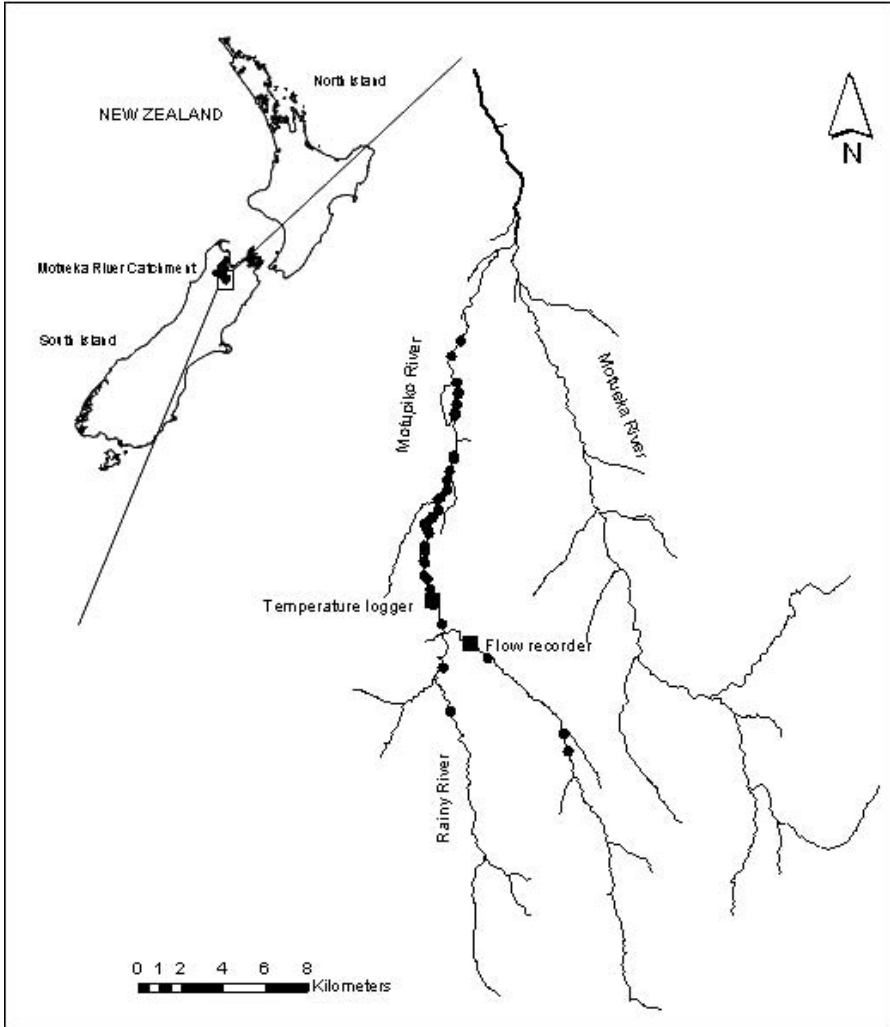 North Island
NEW ZEALAND
N
Motueka River Catchment
South Island
Motupiko River
Motueka River
Temperature logger
Flow recorder
Rainy River
0 1 2 4 6 8
Kilometers